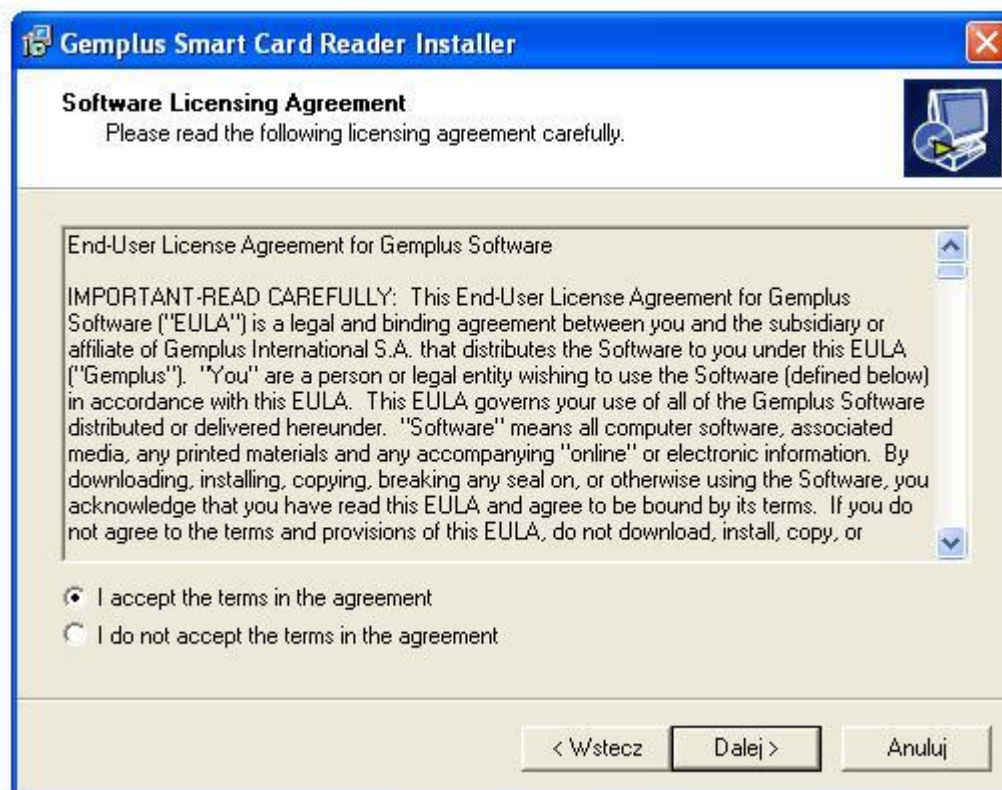 Gemplus Smart Card Reader Installer
Software Licensing Agreement
Please read the following licensing agreement carefully.
End-User License Agreement for Gemplus Software
IMPORTANT-READ CAREFULLY:  This End-User License Agreement for Gemplus
Software ("EULA") is a legal and binding agreement between you and the subsidiary or
affiliate of Gemplus International S.A. that distributes the Software to you under this EULA
("Gemplus").  "You" are a person or legal entity wishing to use the Software (defined below)
in accordance with this EULA.  This EULA governs your use of all of the Gemplus Software
distributed or delivered hereunder.  "Software" means all computer software, associated
media, any printed materials and any accompanying "online" or electronic information.  By
downloading, installing, copying, breaking any seal on, or otherwise using the Software, you
acknowledge that you have read this EULA and agree to be bound by its terms.  If you do
not agree to the terms and provisions of this EULA, do not download, install, copy, or
I accept the terms in the agreement
I do not accept the terms in the agreement
< Wstecz
Dalej >
Anuluj